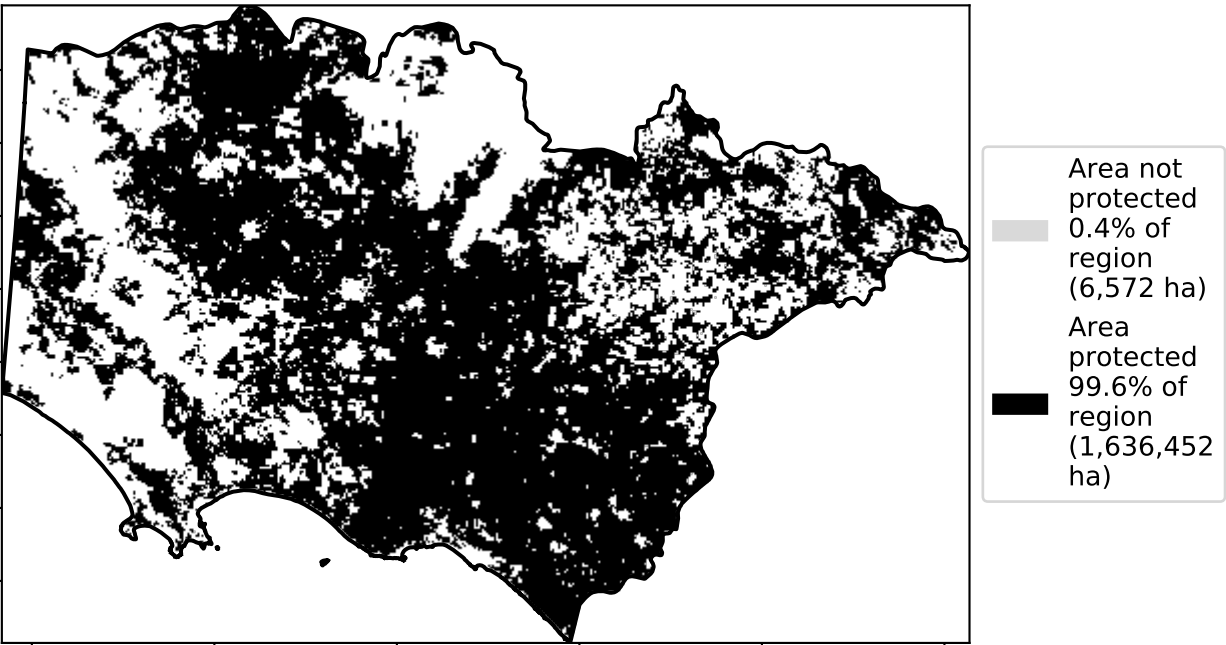 Area not
protected
0.4% of
region
(6,572 ha)
Area
protected
99.6% of
region
(1,636,452
ha)